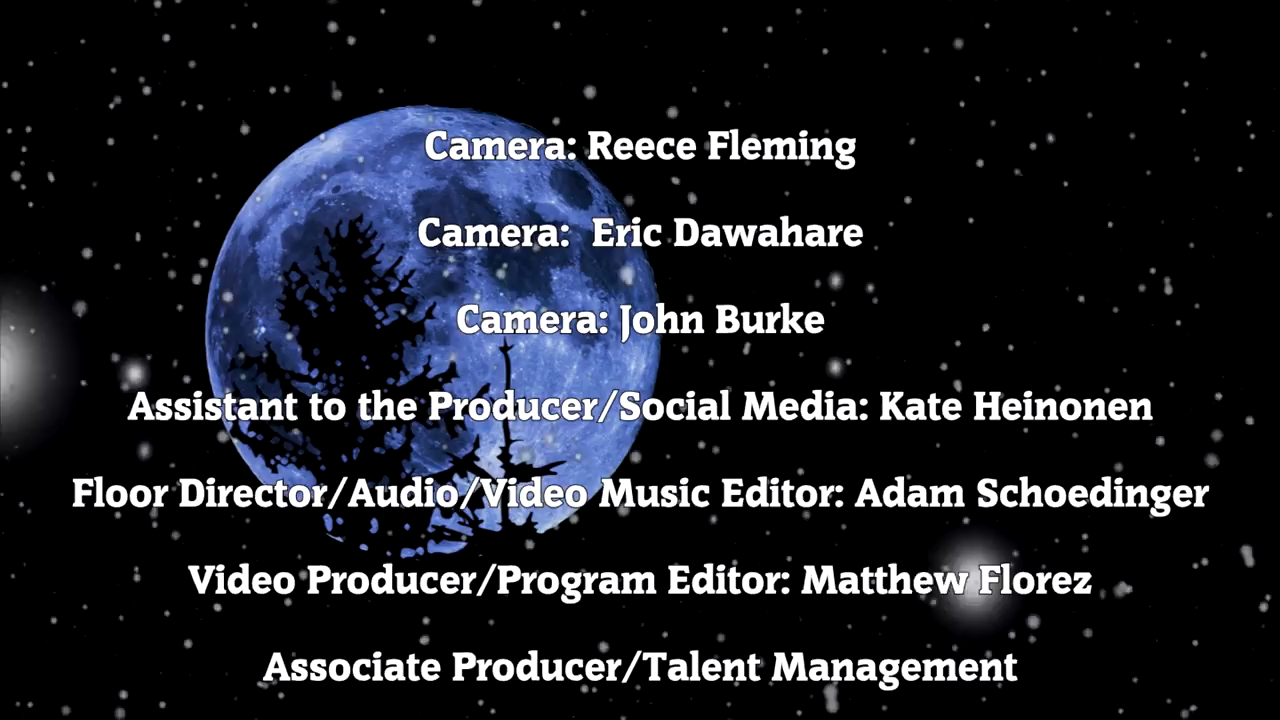 Camera: Reece Fleming
Camera:  Eric Dawahare
Camera: John Burke
Assistant to the Producer/Social Media: Kate Heinonen
Floor Director/Audio/Video Music Editor: Adam Schoedinger
Video Producer/Program Editor: Matthew Florez
Associate Producer/Talent Management